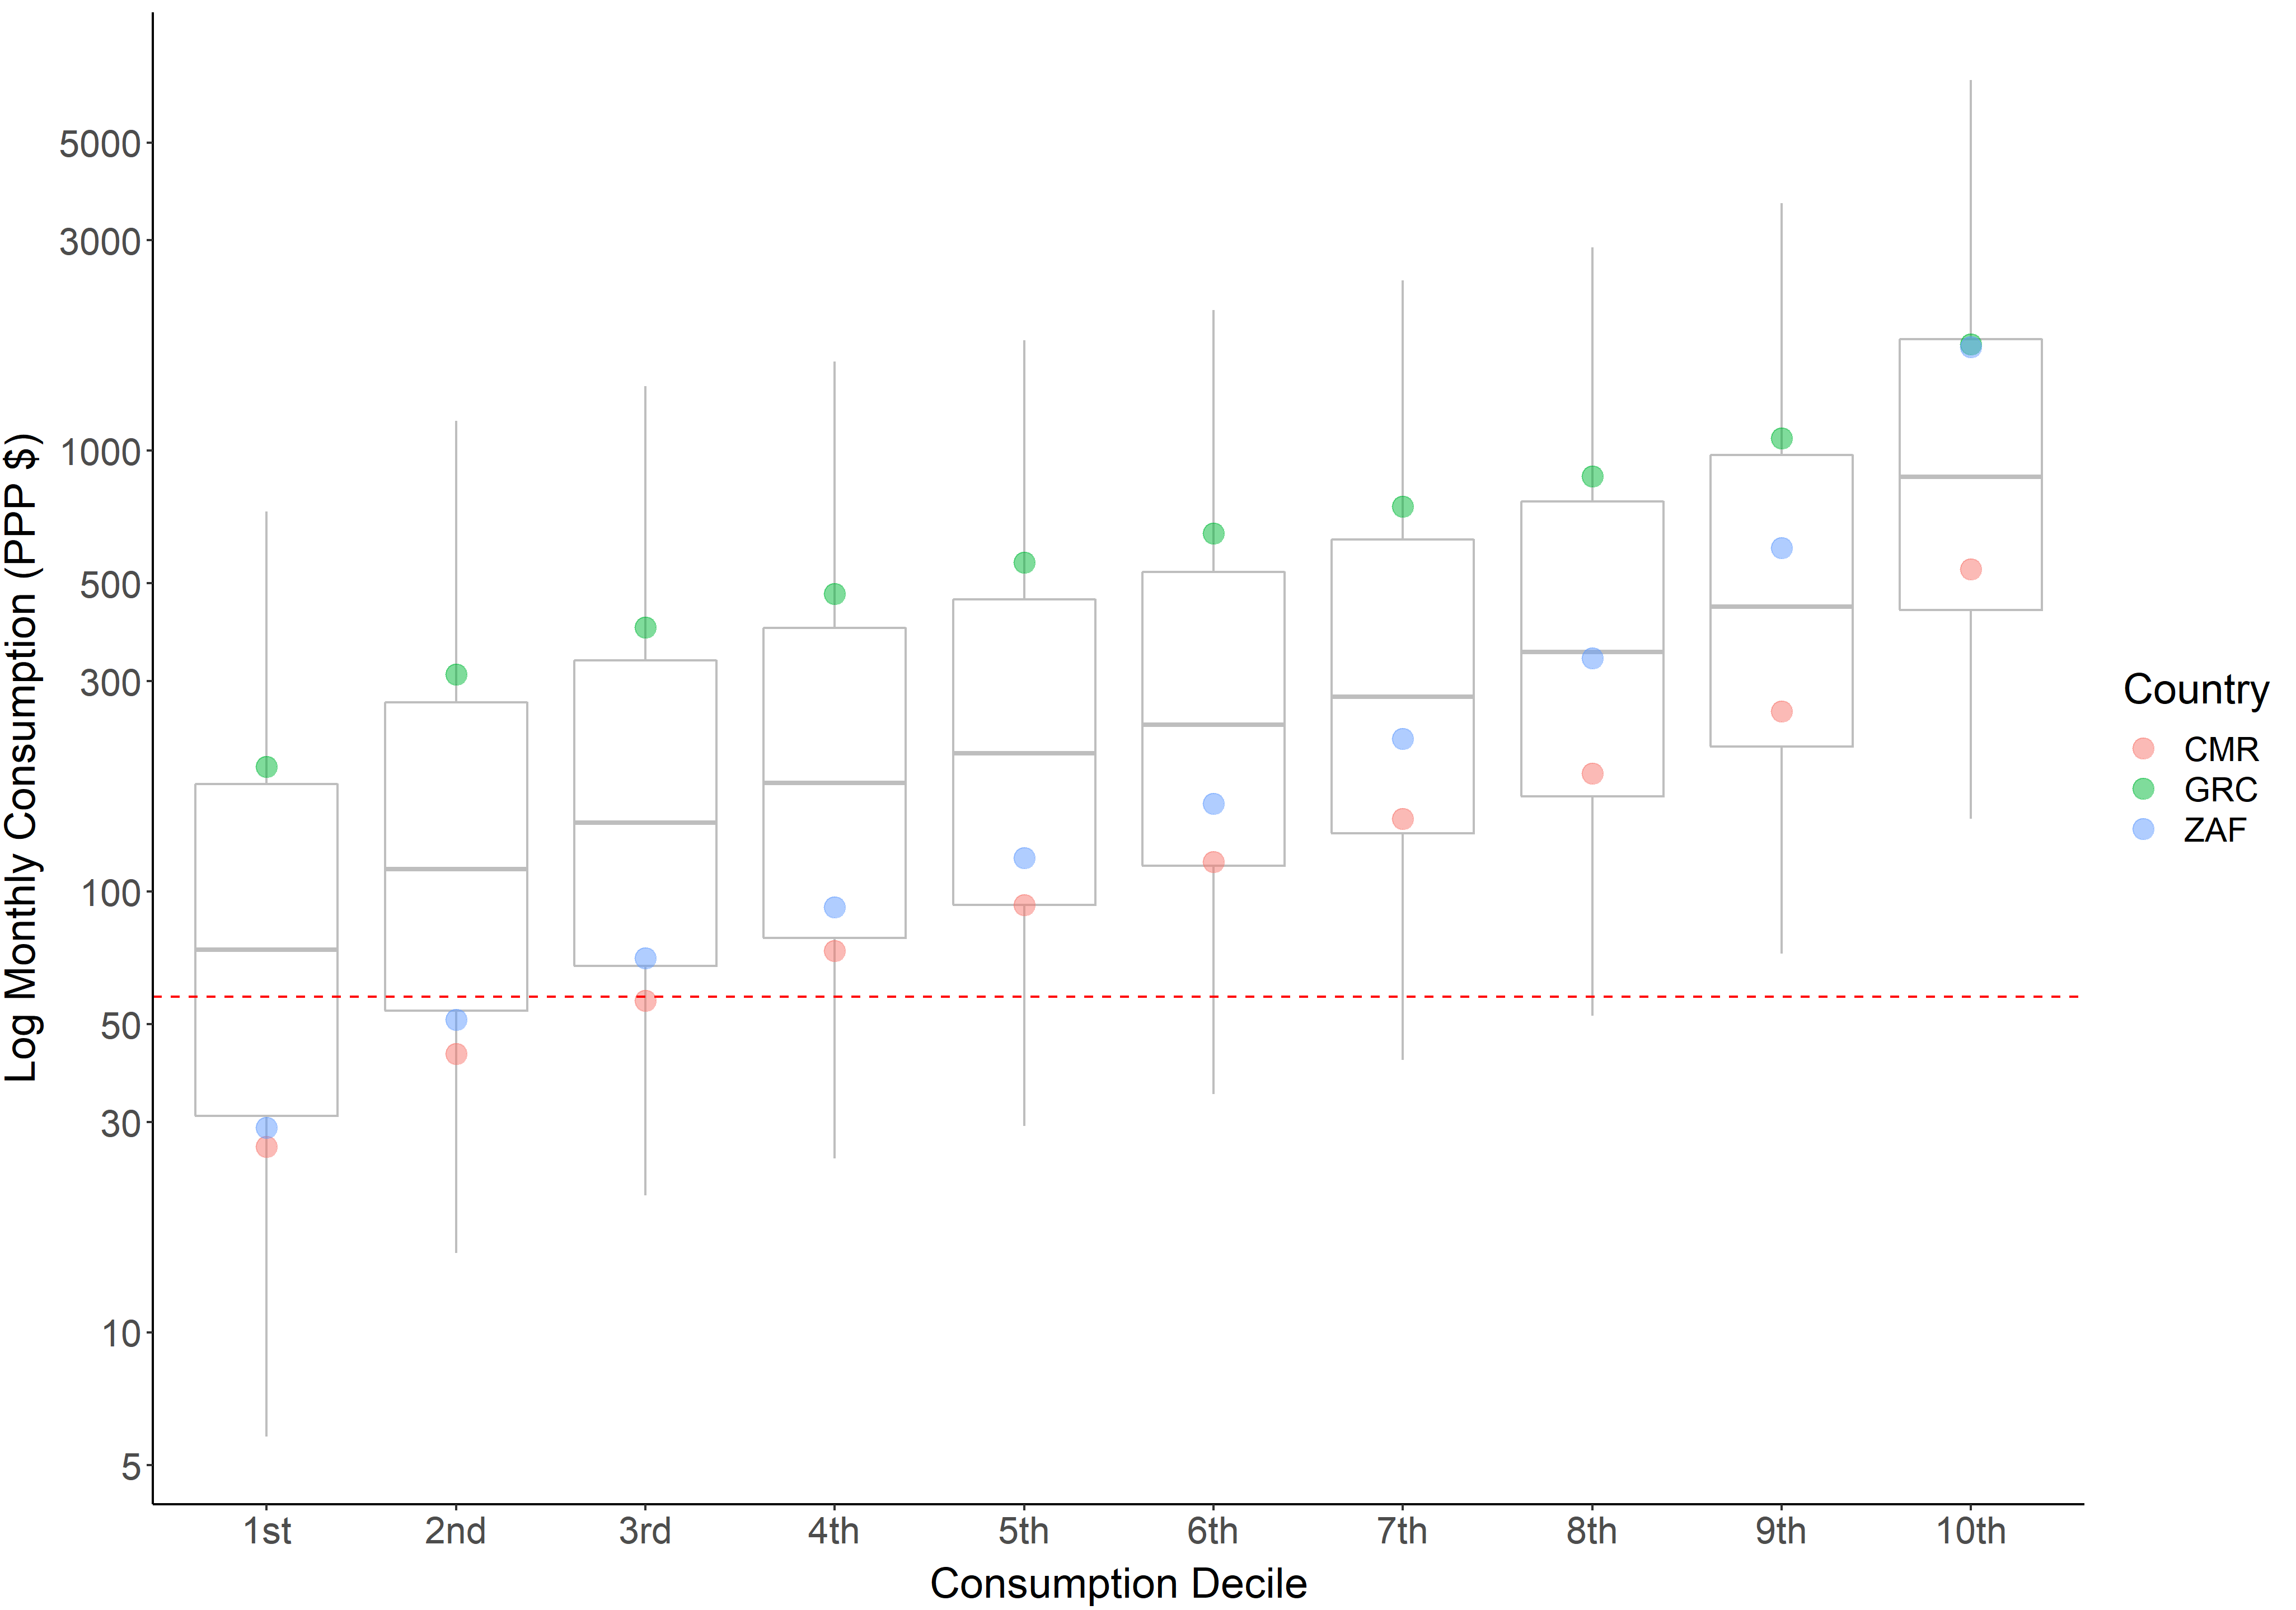 Log Monthly Consumption (PPP $)
5000
3000
1000
500
300
100
50
30
10
5
1st 2nd 3rd 4th 5th 6th 7th 8th 9th 10th
Consumption Decile
Country
CMR
GRC
ZAF